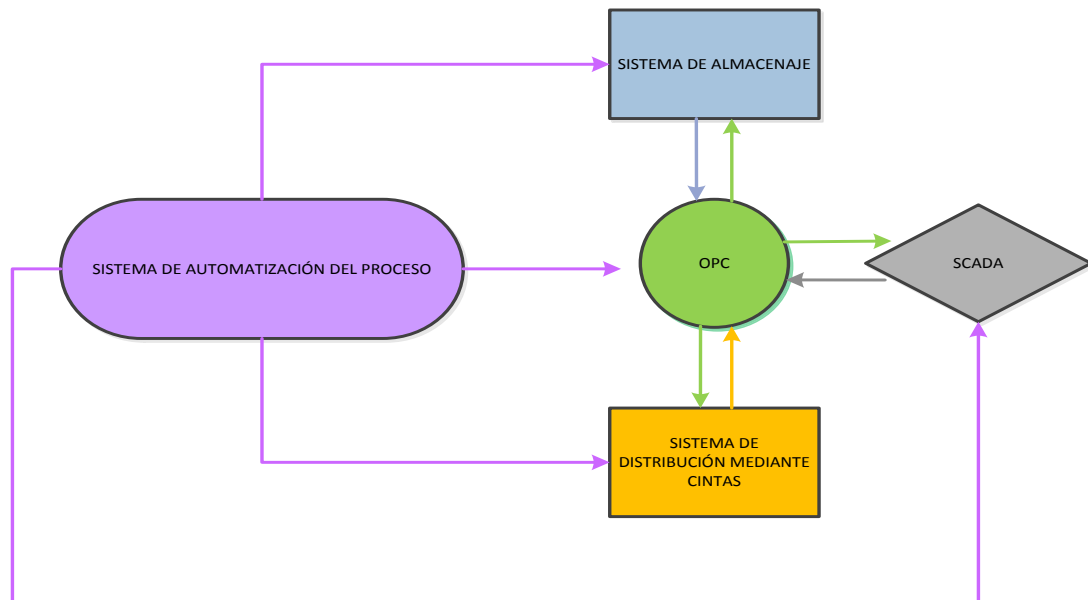 SISTEMA DE ALMACENAJE
SISTEMA DE AUTOMATIZACIÓN DEL PROCESO
OPC
SCADA
SISTEMA DE
DISTRIBUCIÓN MEDIANTE
CINTAS